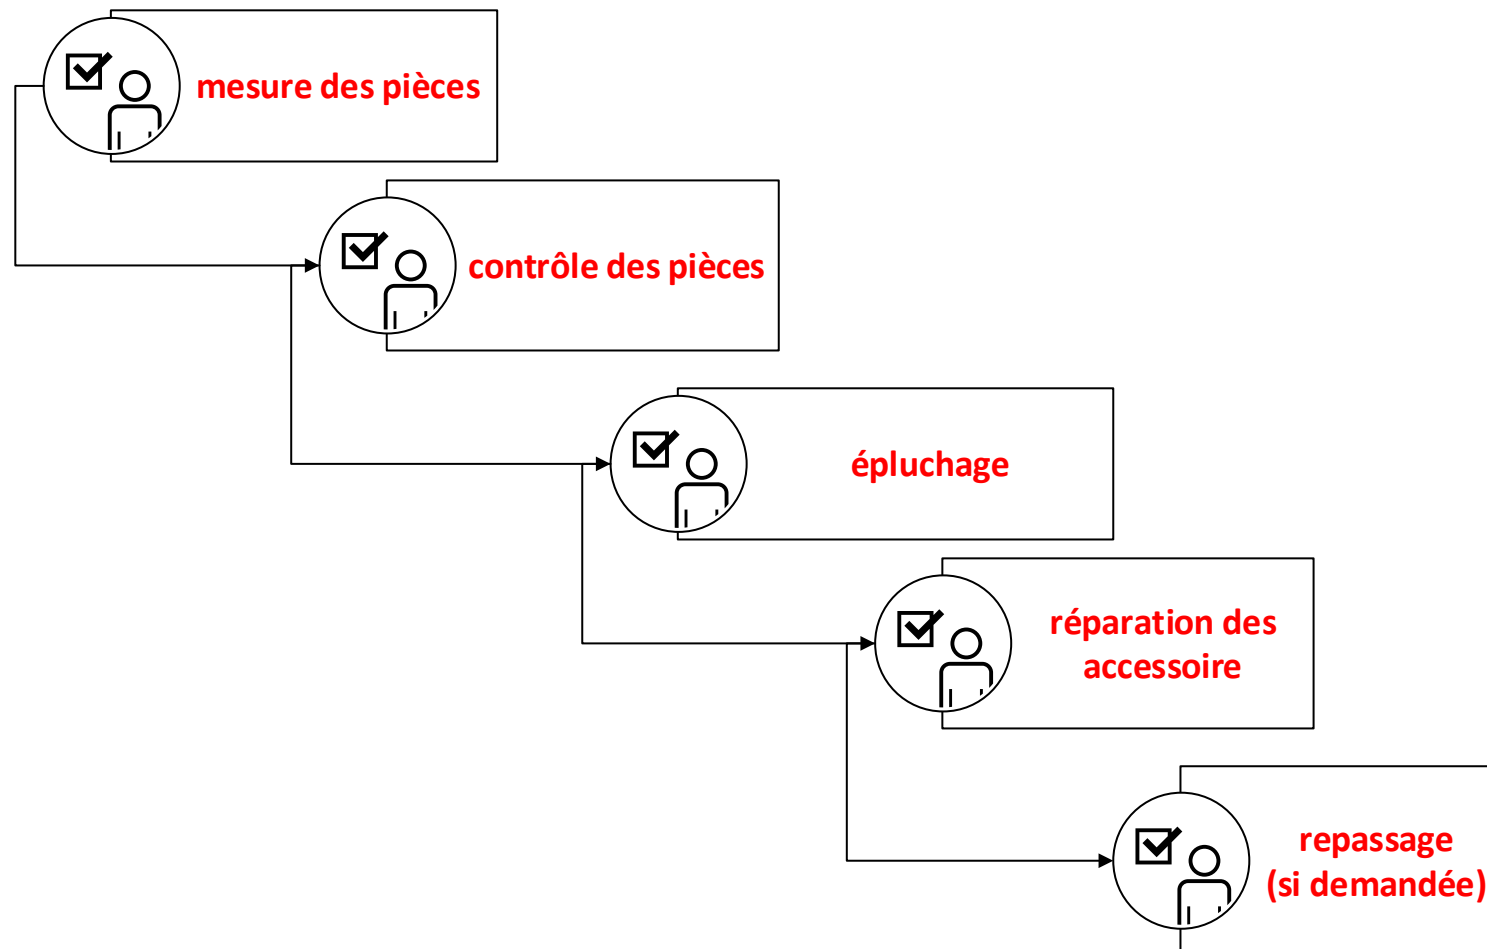 mesure des pièces
contrôle des pièces
épluchage
réparation des
accessoire
repassage
(si demandée)